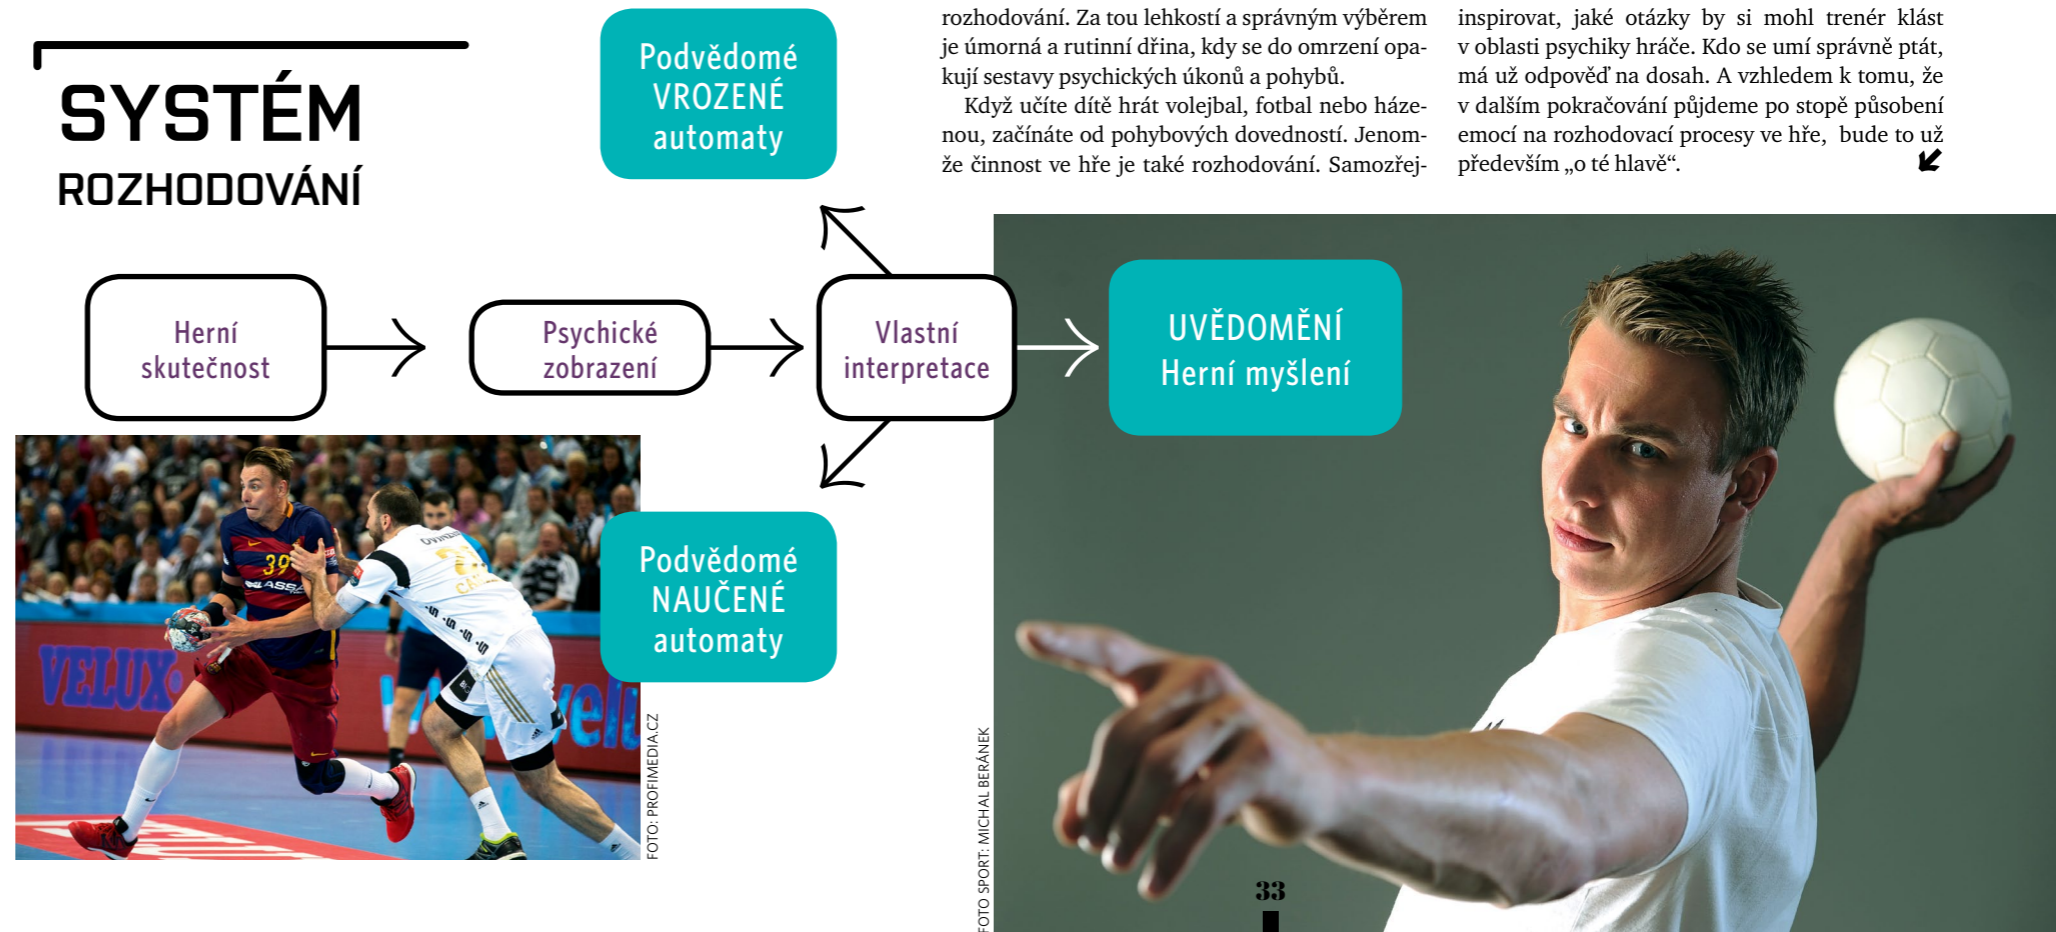 SYSTÉM
ROZHODOVÁNÍ
Podvědomé
VROZENÉ
automaty
Herní
skutečnost
Psychické
zobrazení
Vlastní
interpretace
UVĚDOMĚNÍ
Herní myšlení
Podvědomé
NAUČENÉ
automaty
rozhodování. Za tou lehkostí a správným výběrem
je úmorná a rutinní dřina, kdy se do omrzení opa-
kují sestavy psychických úkonů a pohybů.
Když učíte dítě hrát volejbal, fotbal nebo háze-
nou, začínáte od pohybových dovedností. Jenom-
že činnost ve hře je také rozhodování. Samozřej-
inspirovat, jaké otázky by si mohl trenér klást
v oblasti psychiky hráče. Kdo se umí správně ptát,
má už odpověď na dosah. A vzhledem k tomu, že
v dalším pokračování půjdeme po stopě působení
emocí na rozhodovací procesy ve hře, bude to už
především „o té hlavě“.
39
VELUX
FOTO: PROFIMEDIA.CZ
FOTO SPORT: MICHAL BERÁNEK
33